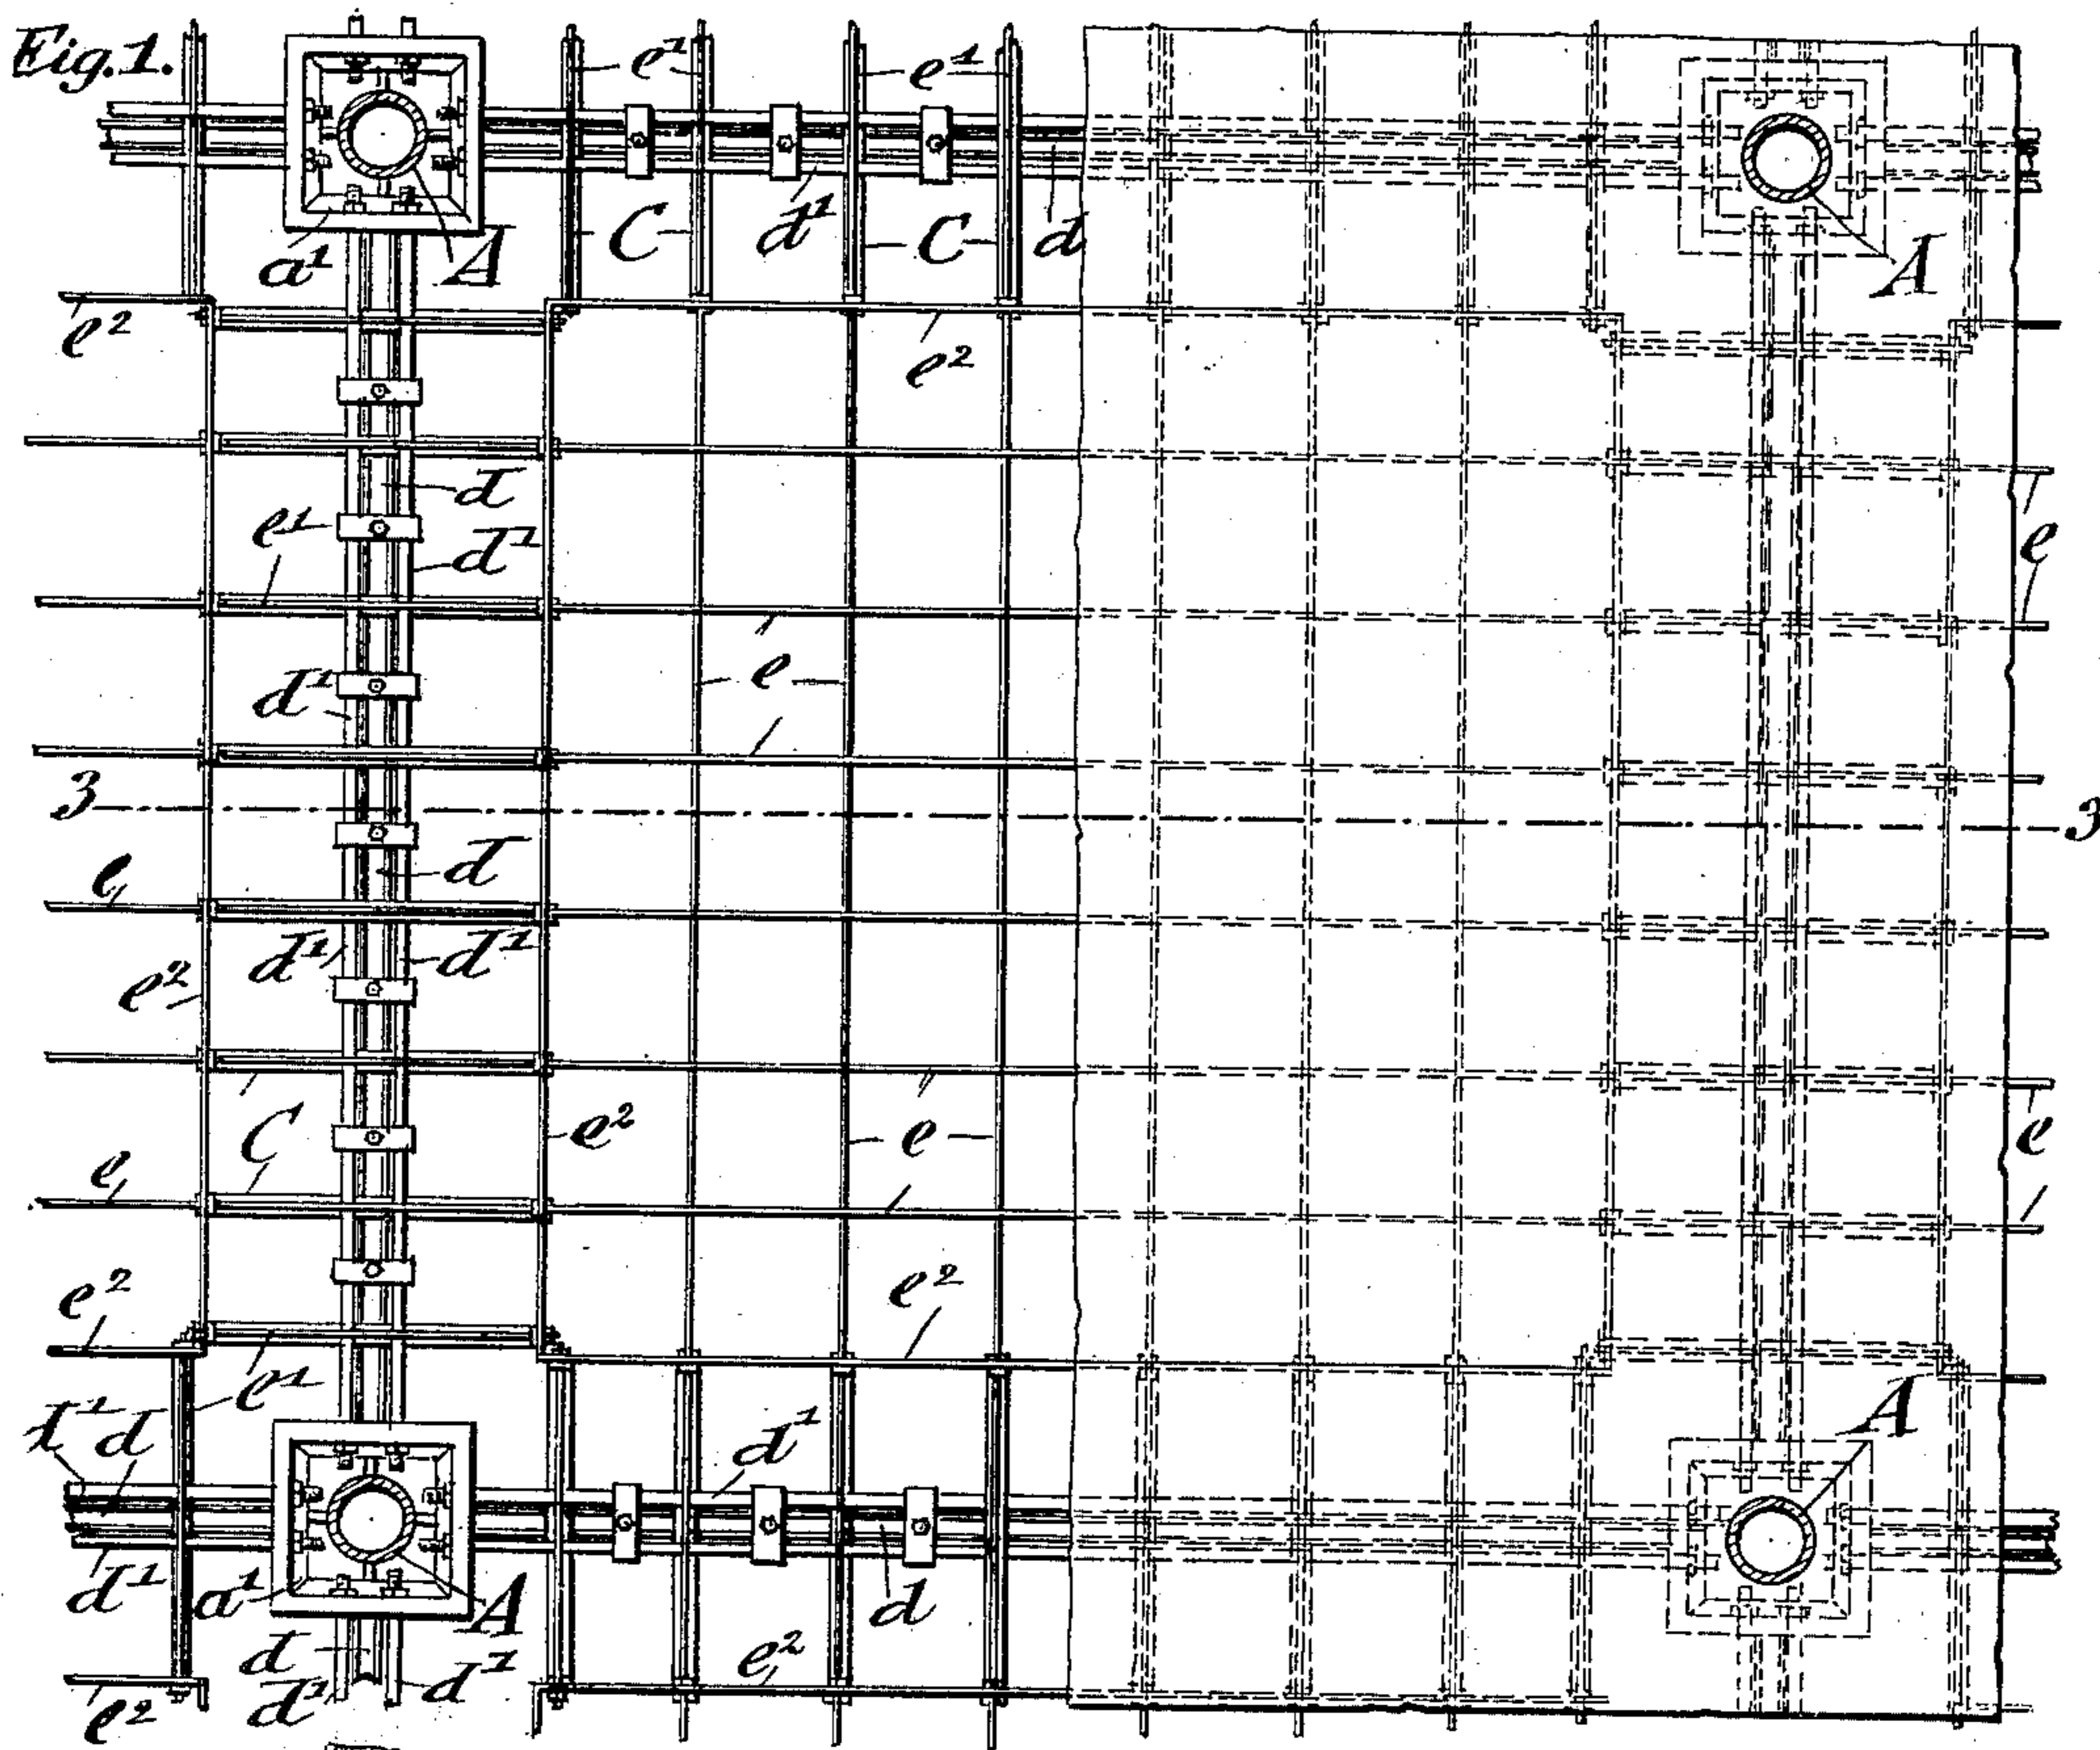 Fig.1.
e¹ e¹
a¹ A C d¹ C d A
e² e²
d
e¹ d¹ e
d¹ e
3 3
e d
d¹ d¹
e²
C e² e e
e
e² e²
e¹ A
d¹ d d¹
d¹ a¹ A d
d e²
d¹ d¹
e²